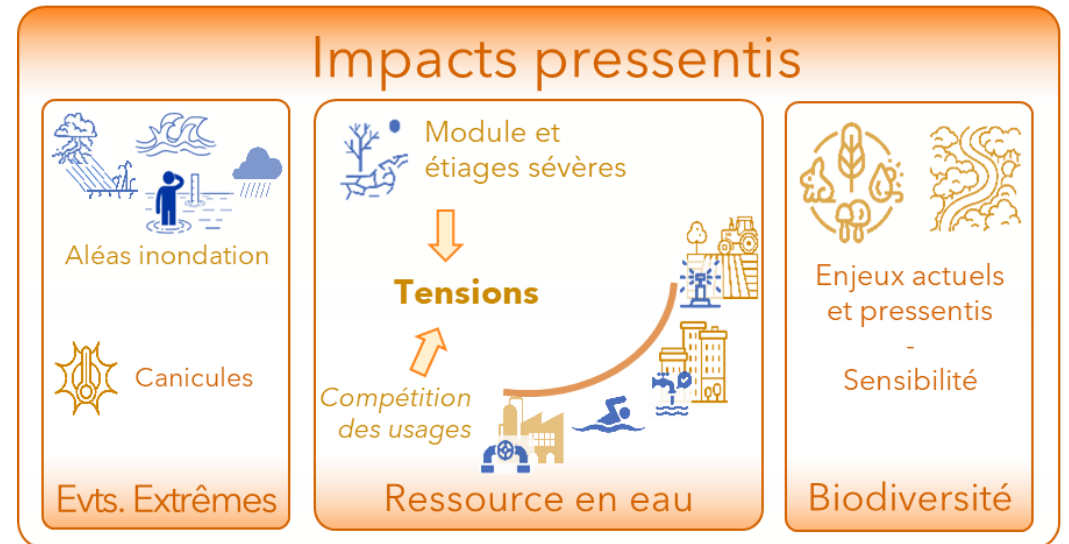 Impacts pressentis
Aléas inondation
Canicules
Evts. Extrêmes
Module et
étiages sévères
Tensions
Compétition
des usages
Ressource en eau
Enjeux actuels
et pressentis
-
Sensibilité
Biodiversité